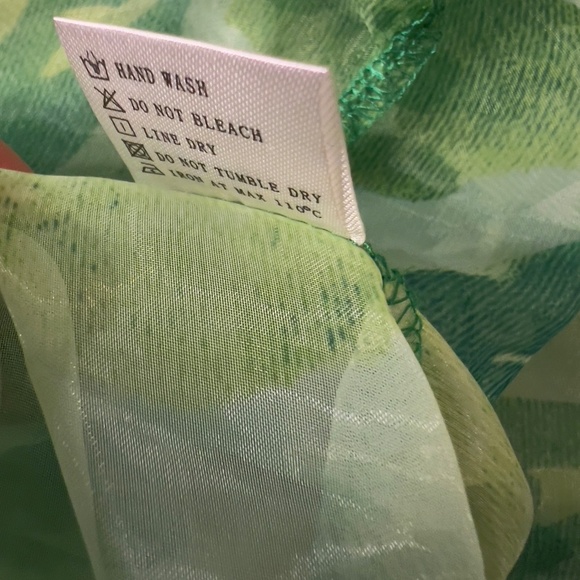 HAND WASH
DO NOT BLEACH
LINE DRY
DO NOT TUMBLE DRY
IRON AT MAX 110°C